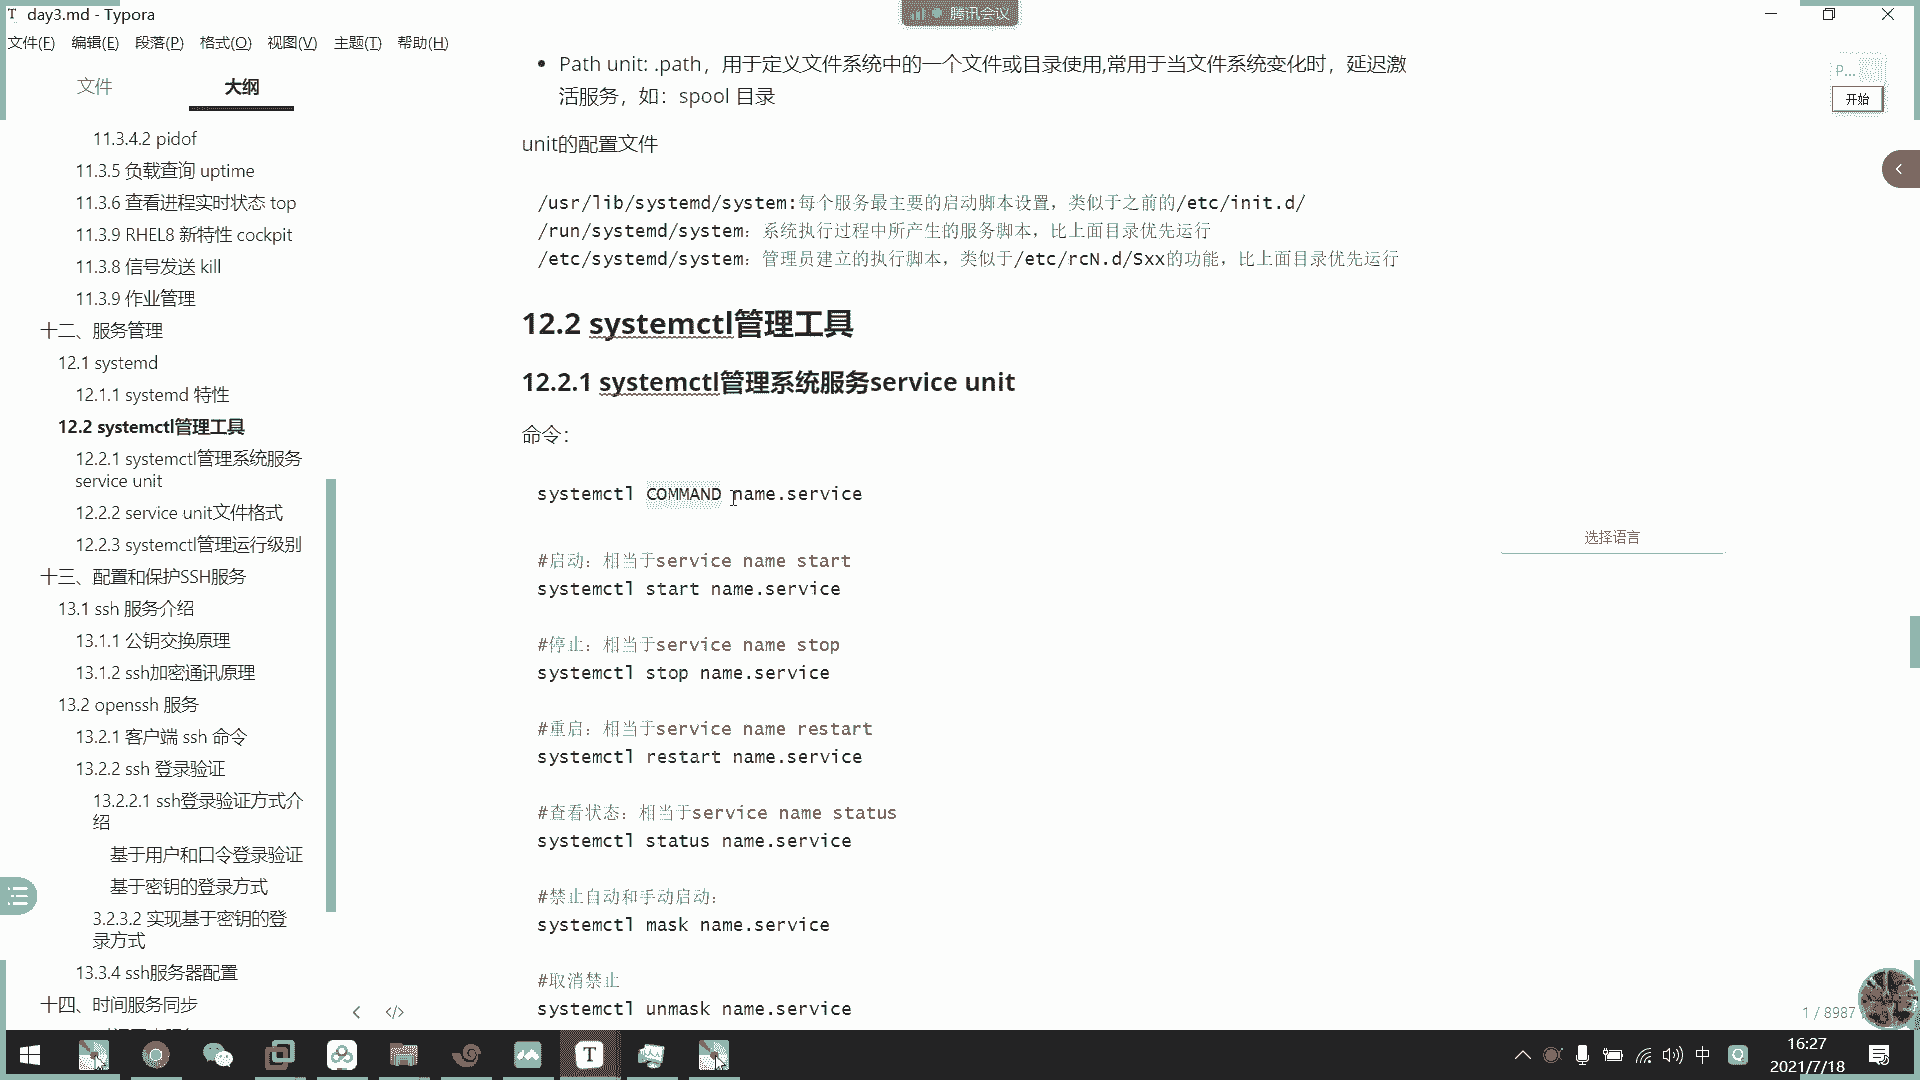 day3.md - Typora
腾讯会议
文件(F) 编辑(E) 段落(P) 格式(O) 视图(V) 主题(T) 帮助(H)
文件 大纲
11.3.4.2 pidof
11.3.5 负载查询 uptime
11.3.6 查看进程实时状态 top
11.3.9 RHEL8 新特性 cockpit
11.3.8 信号发送 kill
11.3.9 作业管理
十二、服务管理
12.1 systemd
12.1.1 systemd 特性
12.2 systemctl管理工具
12.2.1 systemctl管理系统服务
service unit
12.2.2 service unit文件格式
12.2.3 systemctl管理运行级别
十三、配置和保护SSH服务
13.1 ssh 服务介绍
13.1.1 公钥交换原理
13.1.2 ssh加密通讯原理
13.2 openssh 服务
13.2.1 客户端 ssh 命令
13.2.2 ssh 登录验证
13.2.2.1 ssh登录验证方式介
绍
基于用户和口令登录验证
基于密钥的登录方式
3.2.3.2 实现基于密钥的登
录方式
13.3.4 ssh服务器配置
十四、时间服务同步
Path unit: .path，用于定义文件系统中的一个文件或目录使用,常用于当文件系统变化时，延迟激
活服务，如：spool 目录
unit的配置文件
/usr/lib/systemd/system:每个服务最主要的启动脚本设置，类似于之前的/etc/init.d/
/run/systemd/system：系统执行过程中所产生的服务脚本，比上面目录优先运行
/etc/systemd/system：管理员建立的执行脚本，类似于/etc/rcN.d/Sxx的功能，比上面目录优先运行
12.2 systemctl管理工具
12.2.1 systemctl管理系统服务service unit
命令：
systemctl COMMAND name.service
#启动：相当于service name start
systemctl start name.service
#停止：相当于service name stop
systemctl stop name.service
#重启：相当于service name restart
systemctl restart name.service
#查看状态：相当于service name status
systemctl status name.service
#禁止自动和手动启动：
systemctl mask name.service
#取消禁止
systemctl unmask name.service
P...
开始
选择语言
1 / 8987
中
16:27
2021/7/18